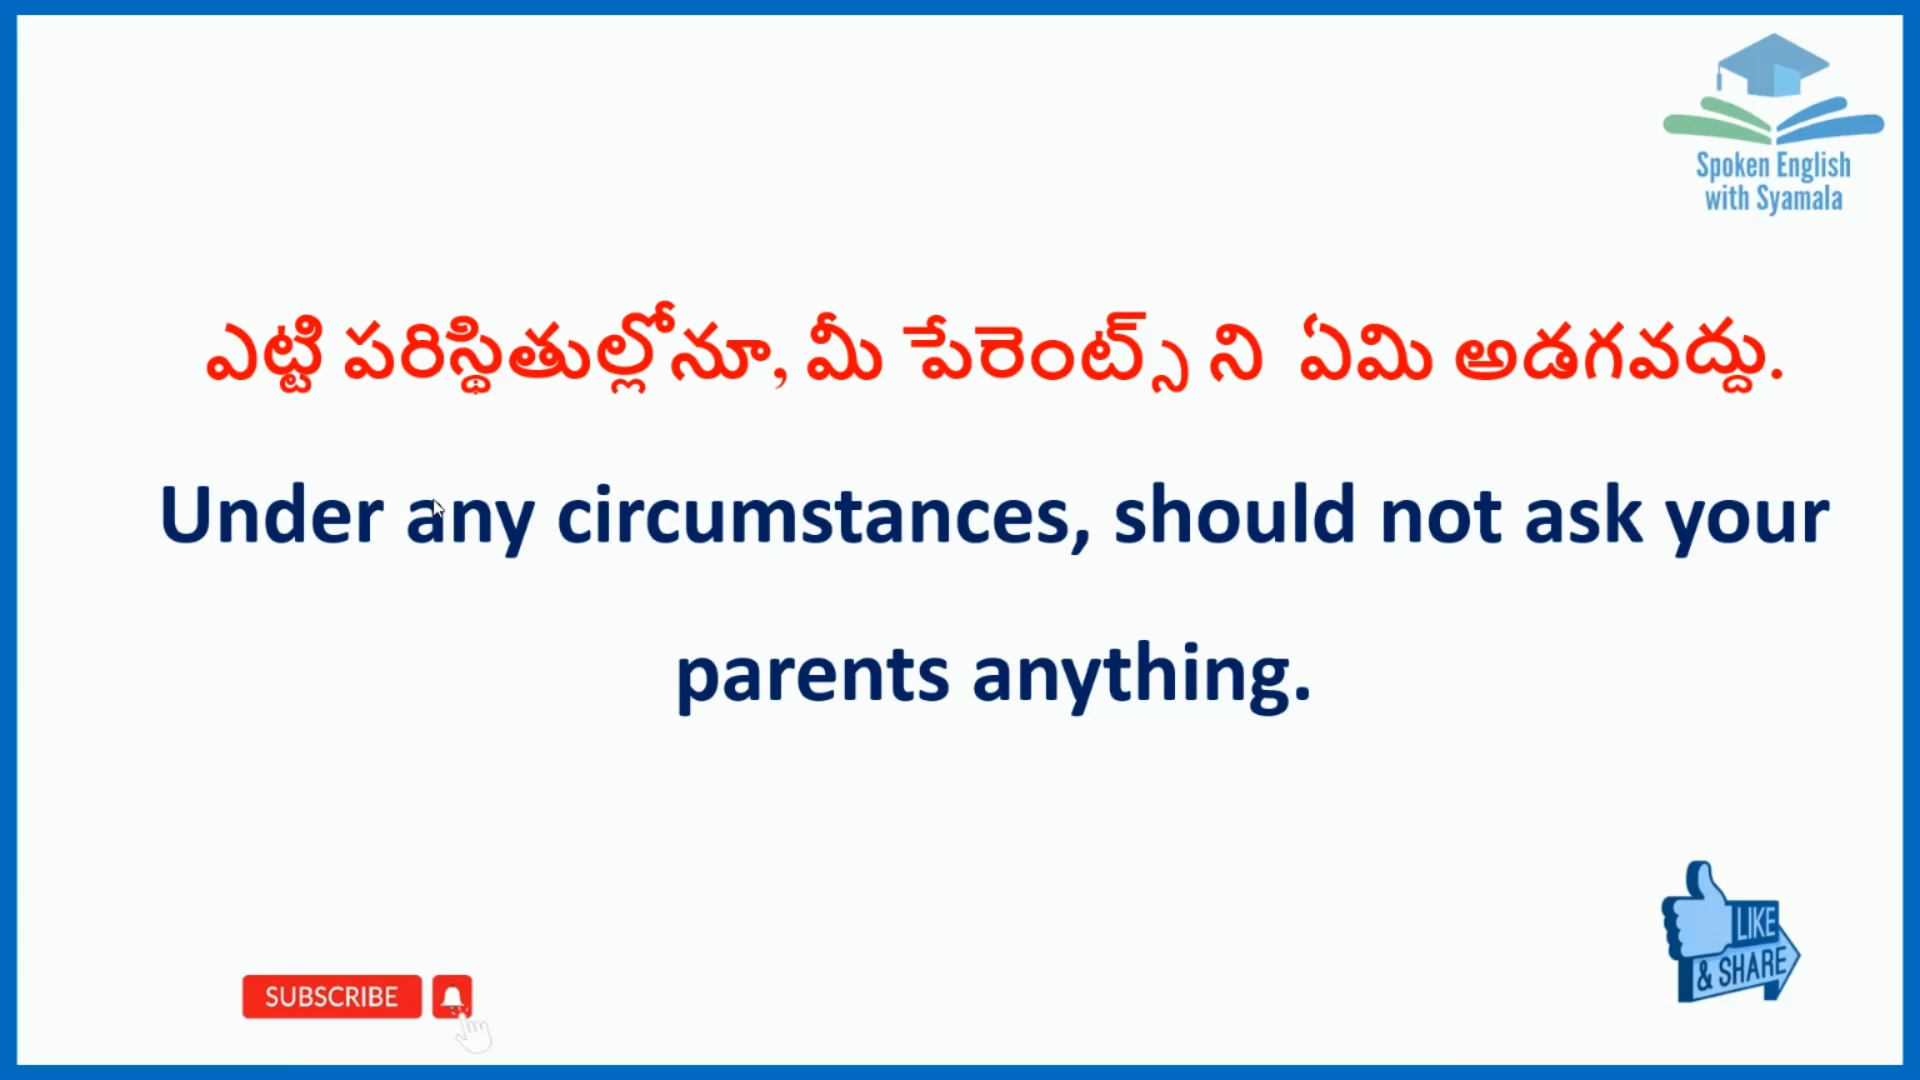 Spoken English
with Syamala
ఎట్టి పరిస్థితుల్లోనూ, మీ పేరెంట్స్ ని ఏమి అడగవద్దు.
Under any circumstances, should not ask your
parents anything.
LIKE
& SHARE
SUBSCRIBE